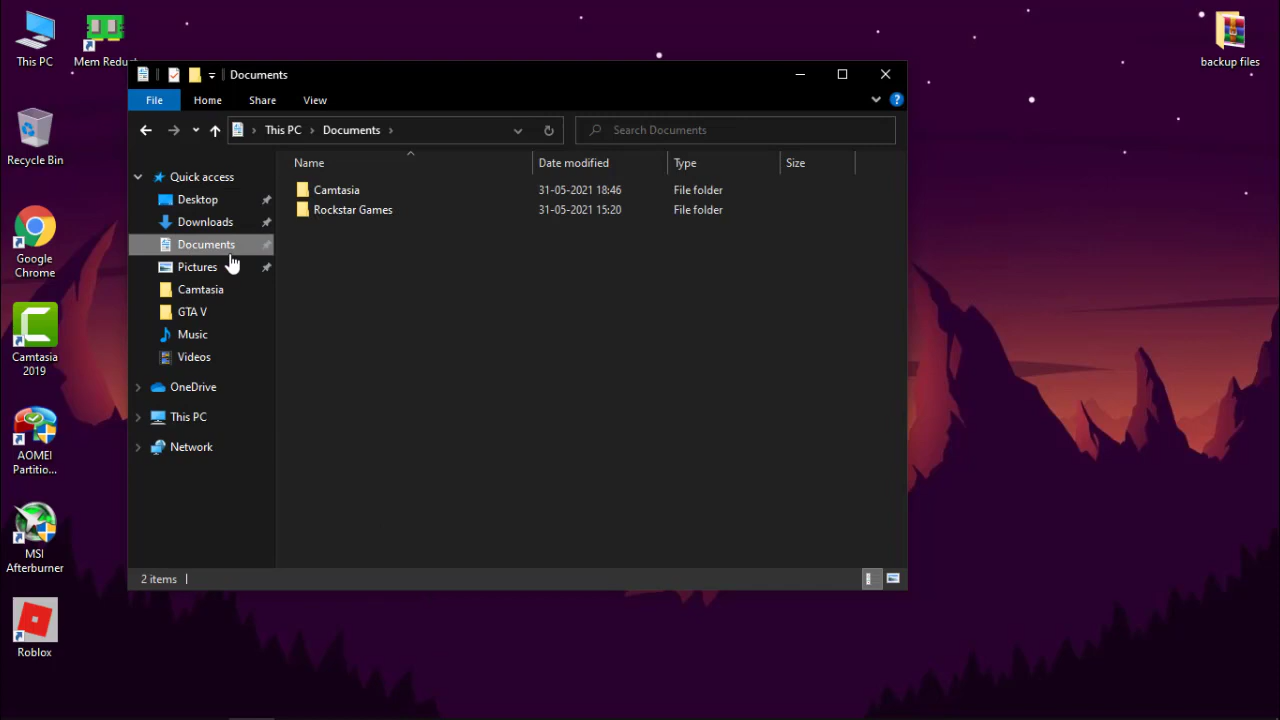 This PC
Mem Reduct
backup files
Recycle Bin
Google
Chrome
Camtasia
2019
AOMEI
Partitio...
MSI
Afterburner
Roblox
Documents
File
Home
Share
View
This PC
Documents
Search Documents
Name
Date modified
Type
Size
Quick access
Desktop
Downloads
Documents
Pictures
Camtasia
GTA V
Music
Videos
OneDrive
This PC
Network
Camtasia 31-05-2021 18:46 File folder
Rockstar Games 31-05-2021 15:20 File folder
2 items